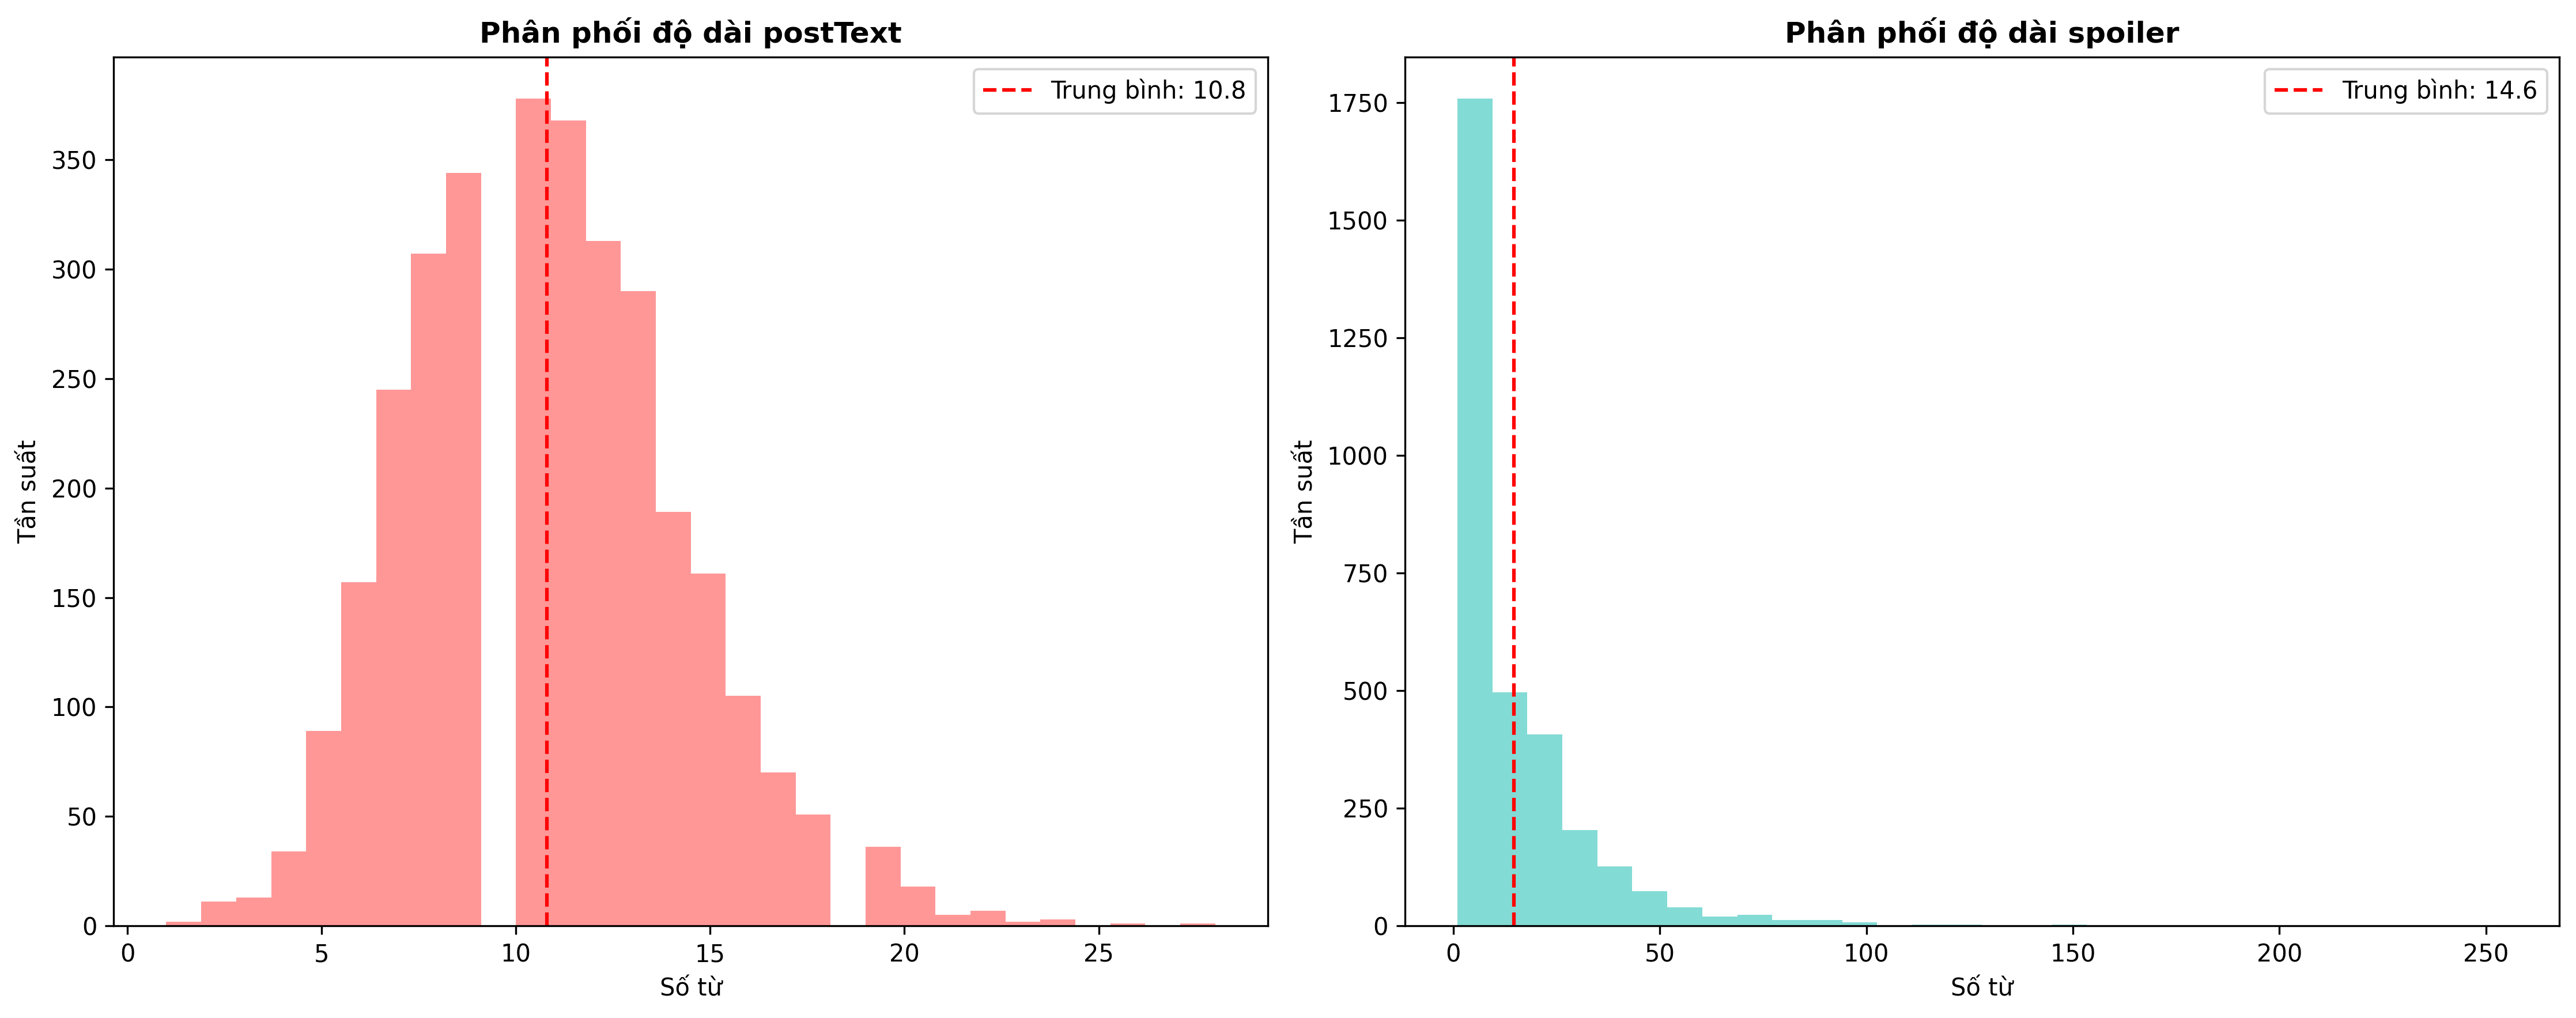 Phân phối độ dài postText
Trung bình: 10.8
Tần suất
350
300
250
200
150
100
50
0
0 5 10 15 20 25
Số từ
Phân phối độ dài spoiler
Trung bình: 14.6
Tần suất
1750
1500
1250
1000
750
500
250
0
0 50 100 150 200 250
Số từ